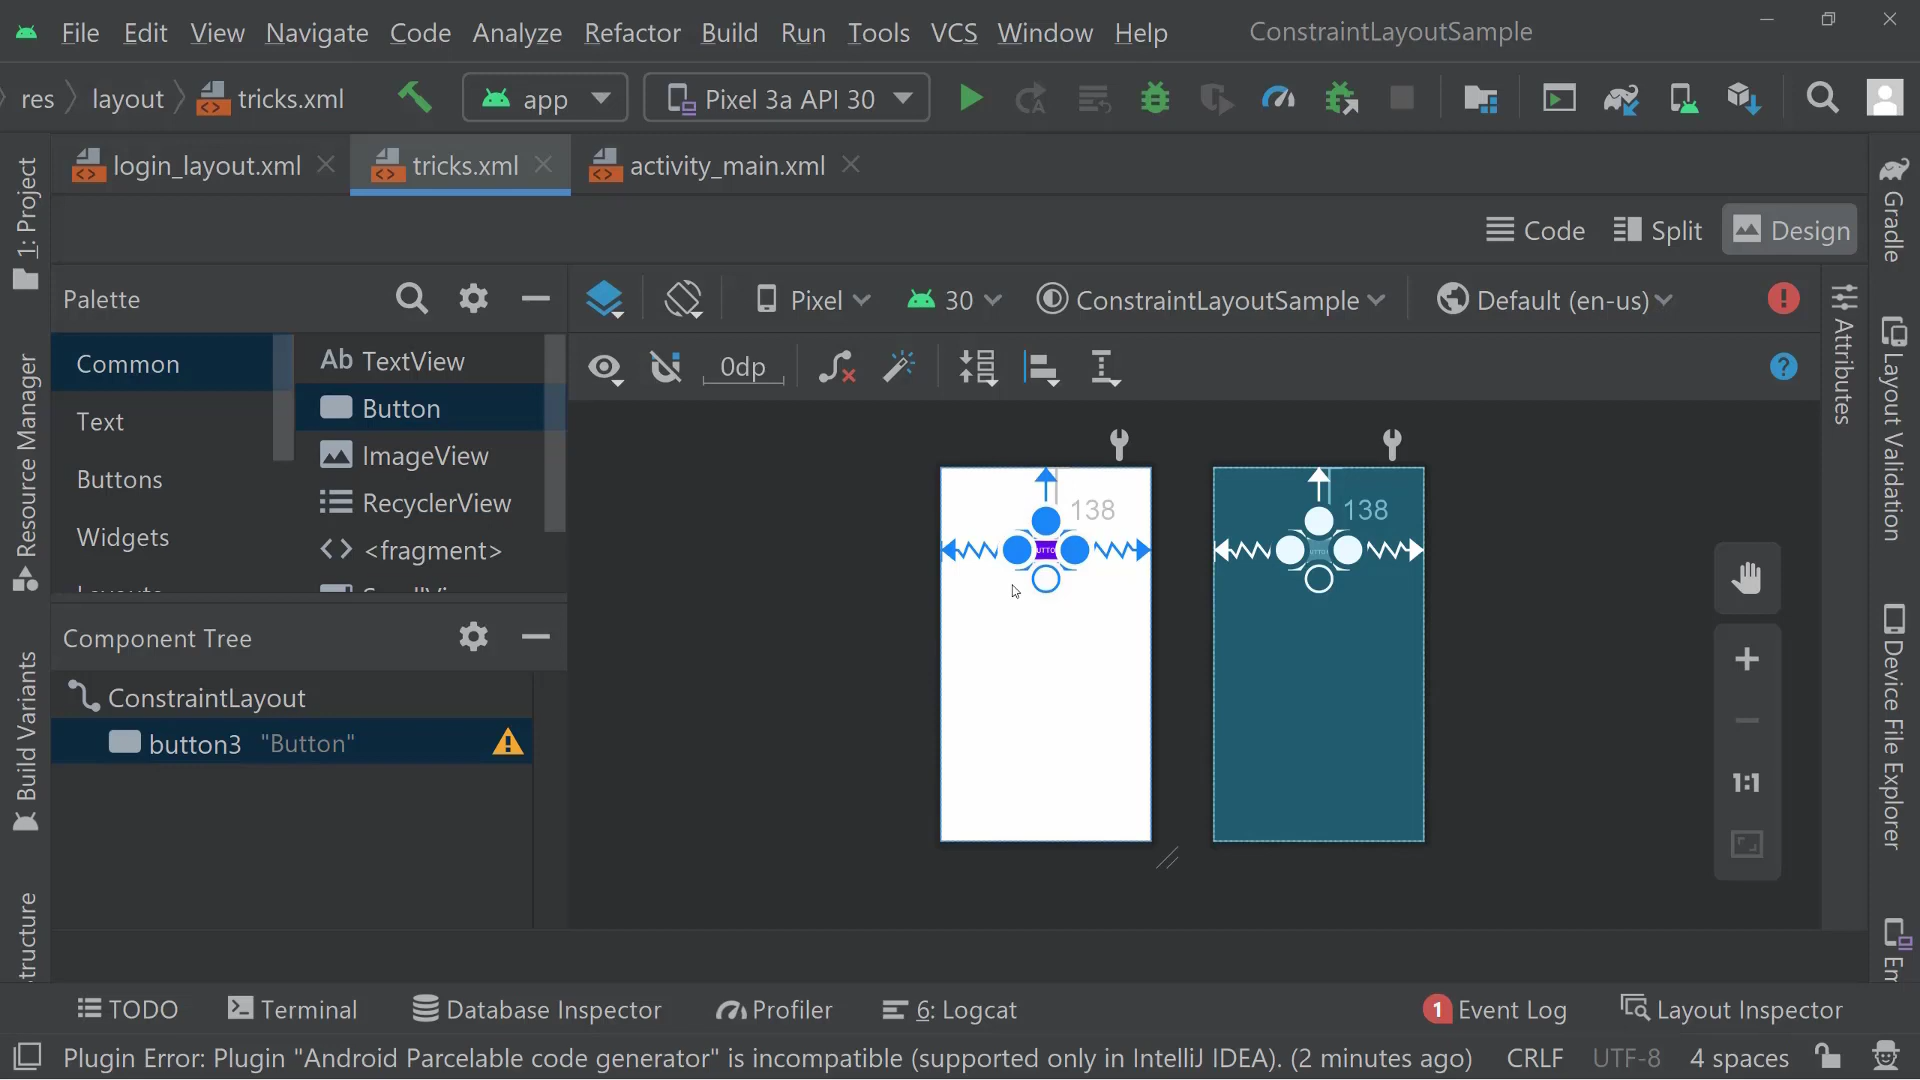 File Edit View Navigate Code Analyze Refactor Build Run Tools VCS Window Help ConstraintLayoutSample
res layout tricks.xml app Pixel 3a API 30
login_layout.xml tricks.xml activity_main.xml
Code Split Design
Palette Pixel 30 ConstraintLayoutSample Default (en-us)
0dp
Common
Text
Buttons
Widgets
Ab TextView
Button
ImageView
RecyclerView
<fragment>
138
138
Component Tree
ConstraintLayout
button3 "Button"
1:1
1: Project
Resource Manager
Build Variants
Gradle
Attributes
Layout Validation
Device File Explorer
TODO Terminal Database Inspector Profiler 6: Logcat 1 Event Log Layout Inspector
Plugin Error: Plugin "Android Parcelable code generator" is incompatible (supported only in IntelliJ IDEA). (2 minutes ago) CRLF UTF-8 4 spaces